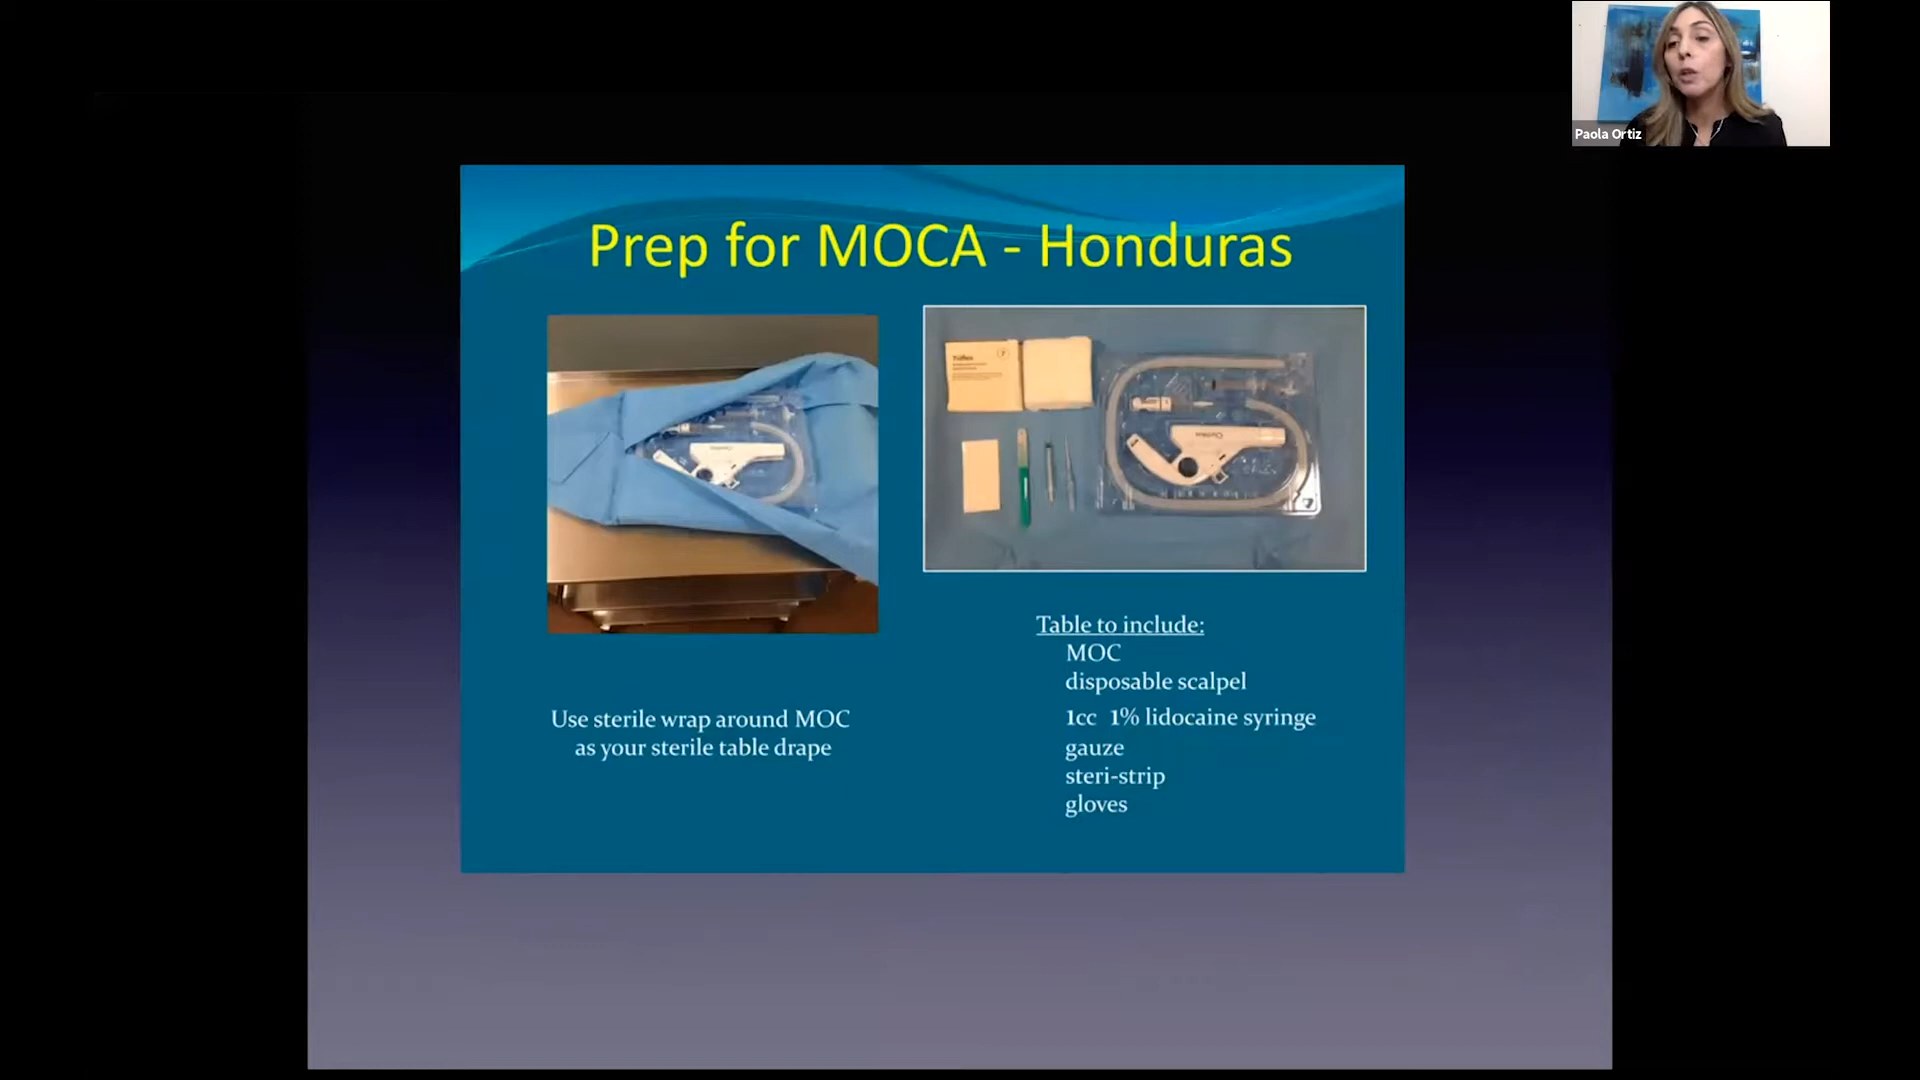 Paola Ortiz
Prep for MOCA - Honduras
Use sterile wrap around MOC
as your sterile table drape
Table to include:
MOC
disposable scalpel
1cc 1% lidocaine syringe
gauze
steri-strip
gloves